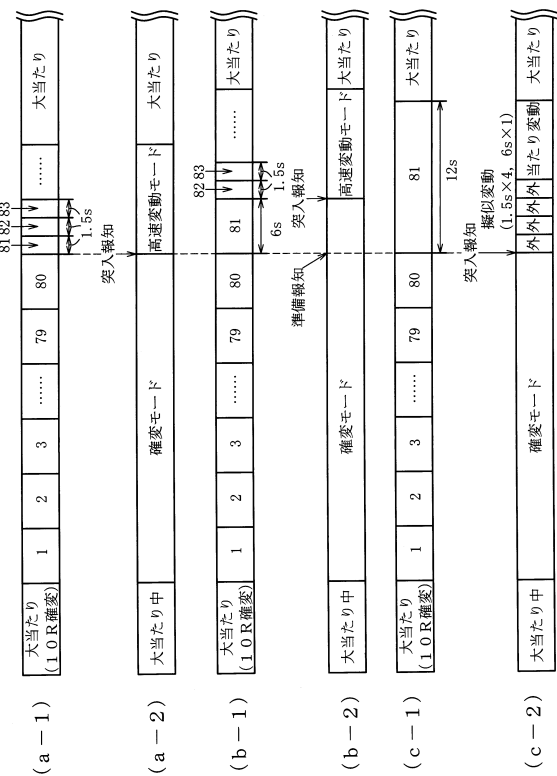 (a-1)
大当たり
(10R確変)
1
2
3
……
79
80
81
82
83
1.5s
……
大当たり
(a-2)
大当たり中
確変モード
突入報知
高速変動モード
大当たり
(b-1)
大当たり
(10R確変)
1
2
3
……
79
80
81
6s
82
83
1.5s
……
大当たり
(b-2)
大当たり中
確変モード
準備報知
突入報知
高速変動モード
大当たり
(c-1)
大当たり
(10R確変)
1
2
3
……
79
80
81
12s
大当たり
(c-2)
大当たり中
確変モード
突入報知
擬似変動
(1.5s×4, 6s×1)
外
外
外
外
当たり変動
大当たり